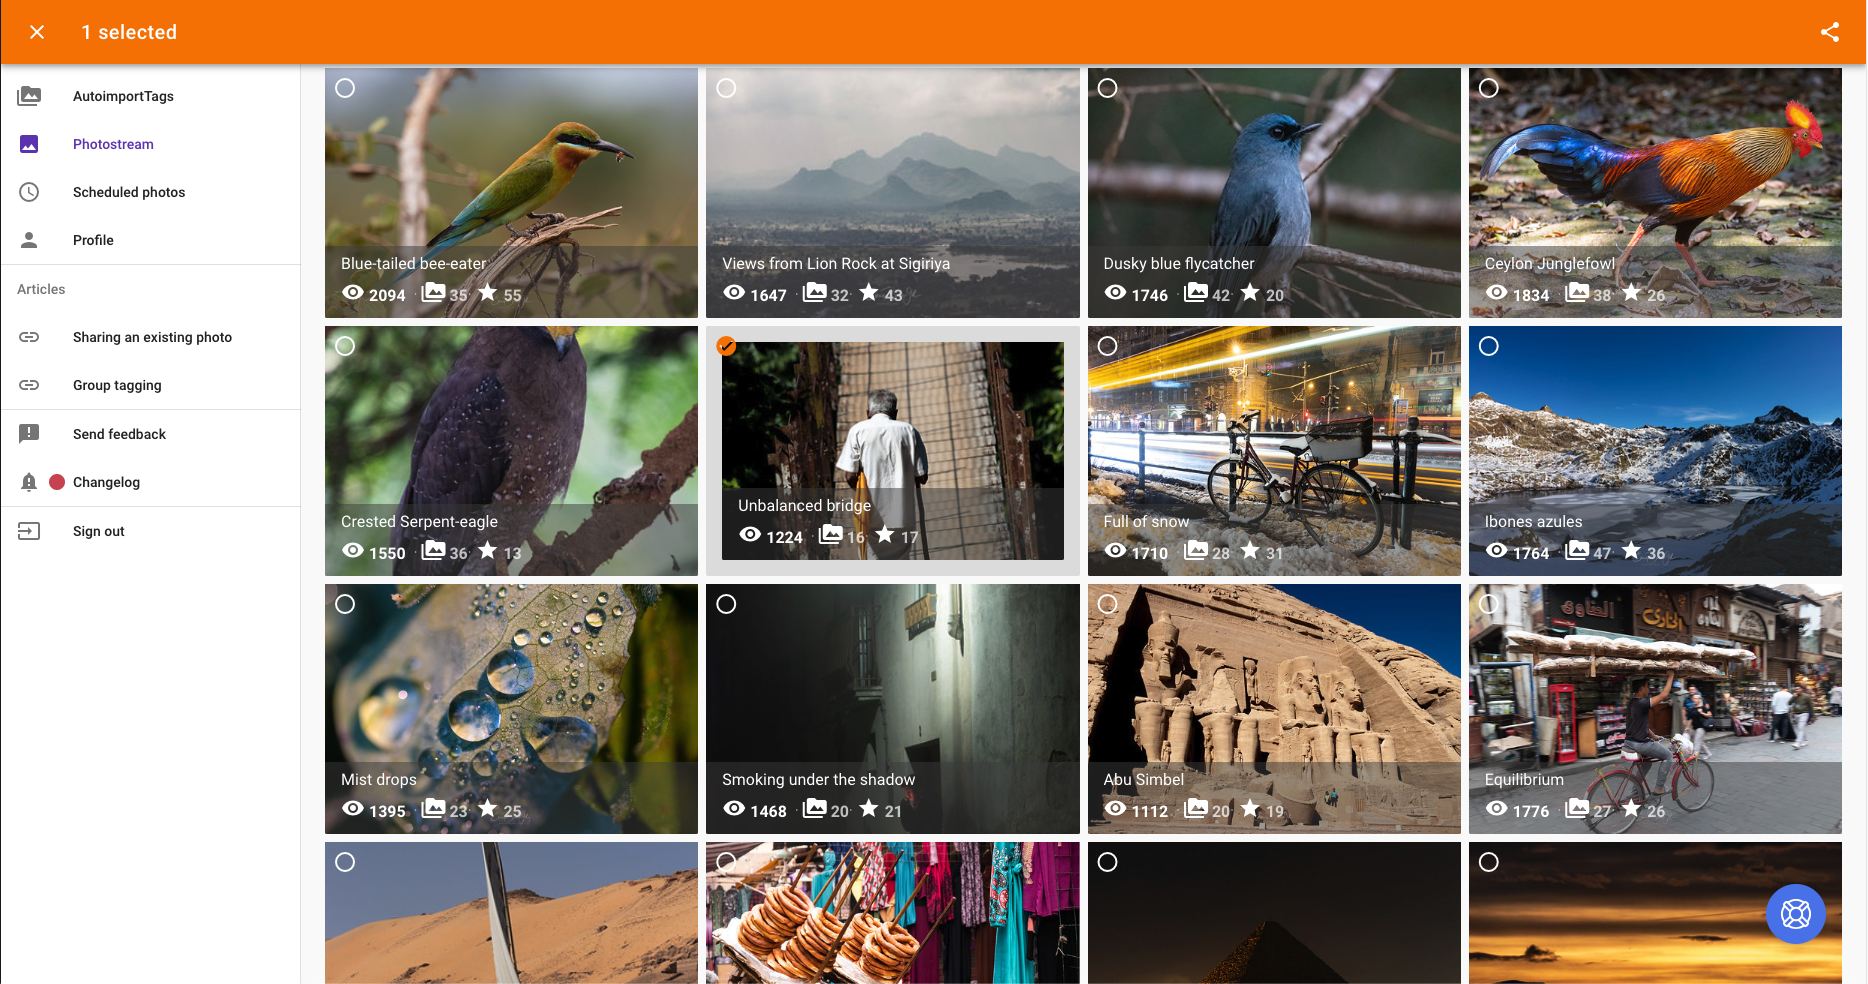 1 selected
AutoimportTags
Photostream
Scheduled photos
Profile
Articles
Sharing an existing photo
Group tagging
Send feedback
Changelog
Sign out
Blue-tailed bee-eater
2094 · 35 · 55
Views from Lion Rock at Sigiriya
1647 · 32 · 43
Dusky blue flycatcher
1746 · 42 · 20
Ceylon Junglefowl
1834 · 38 · 26
Crested Serpent-eagle
1550 · 36 · 13
Unbalanced bridge
1224 · 16 · 17
Full of snow
1710 · 28 · 31
Ibones azules
1764 · 47 · 36
Mist drops
1395 · 23 · 25
Smoking under the shadow
1468 · 20 · 21
Abu Simbel
1112 · 20 · 19
Equilibrium
1776 · 27 · 26